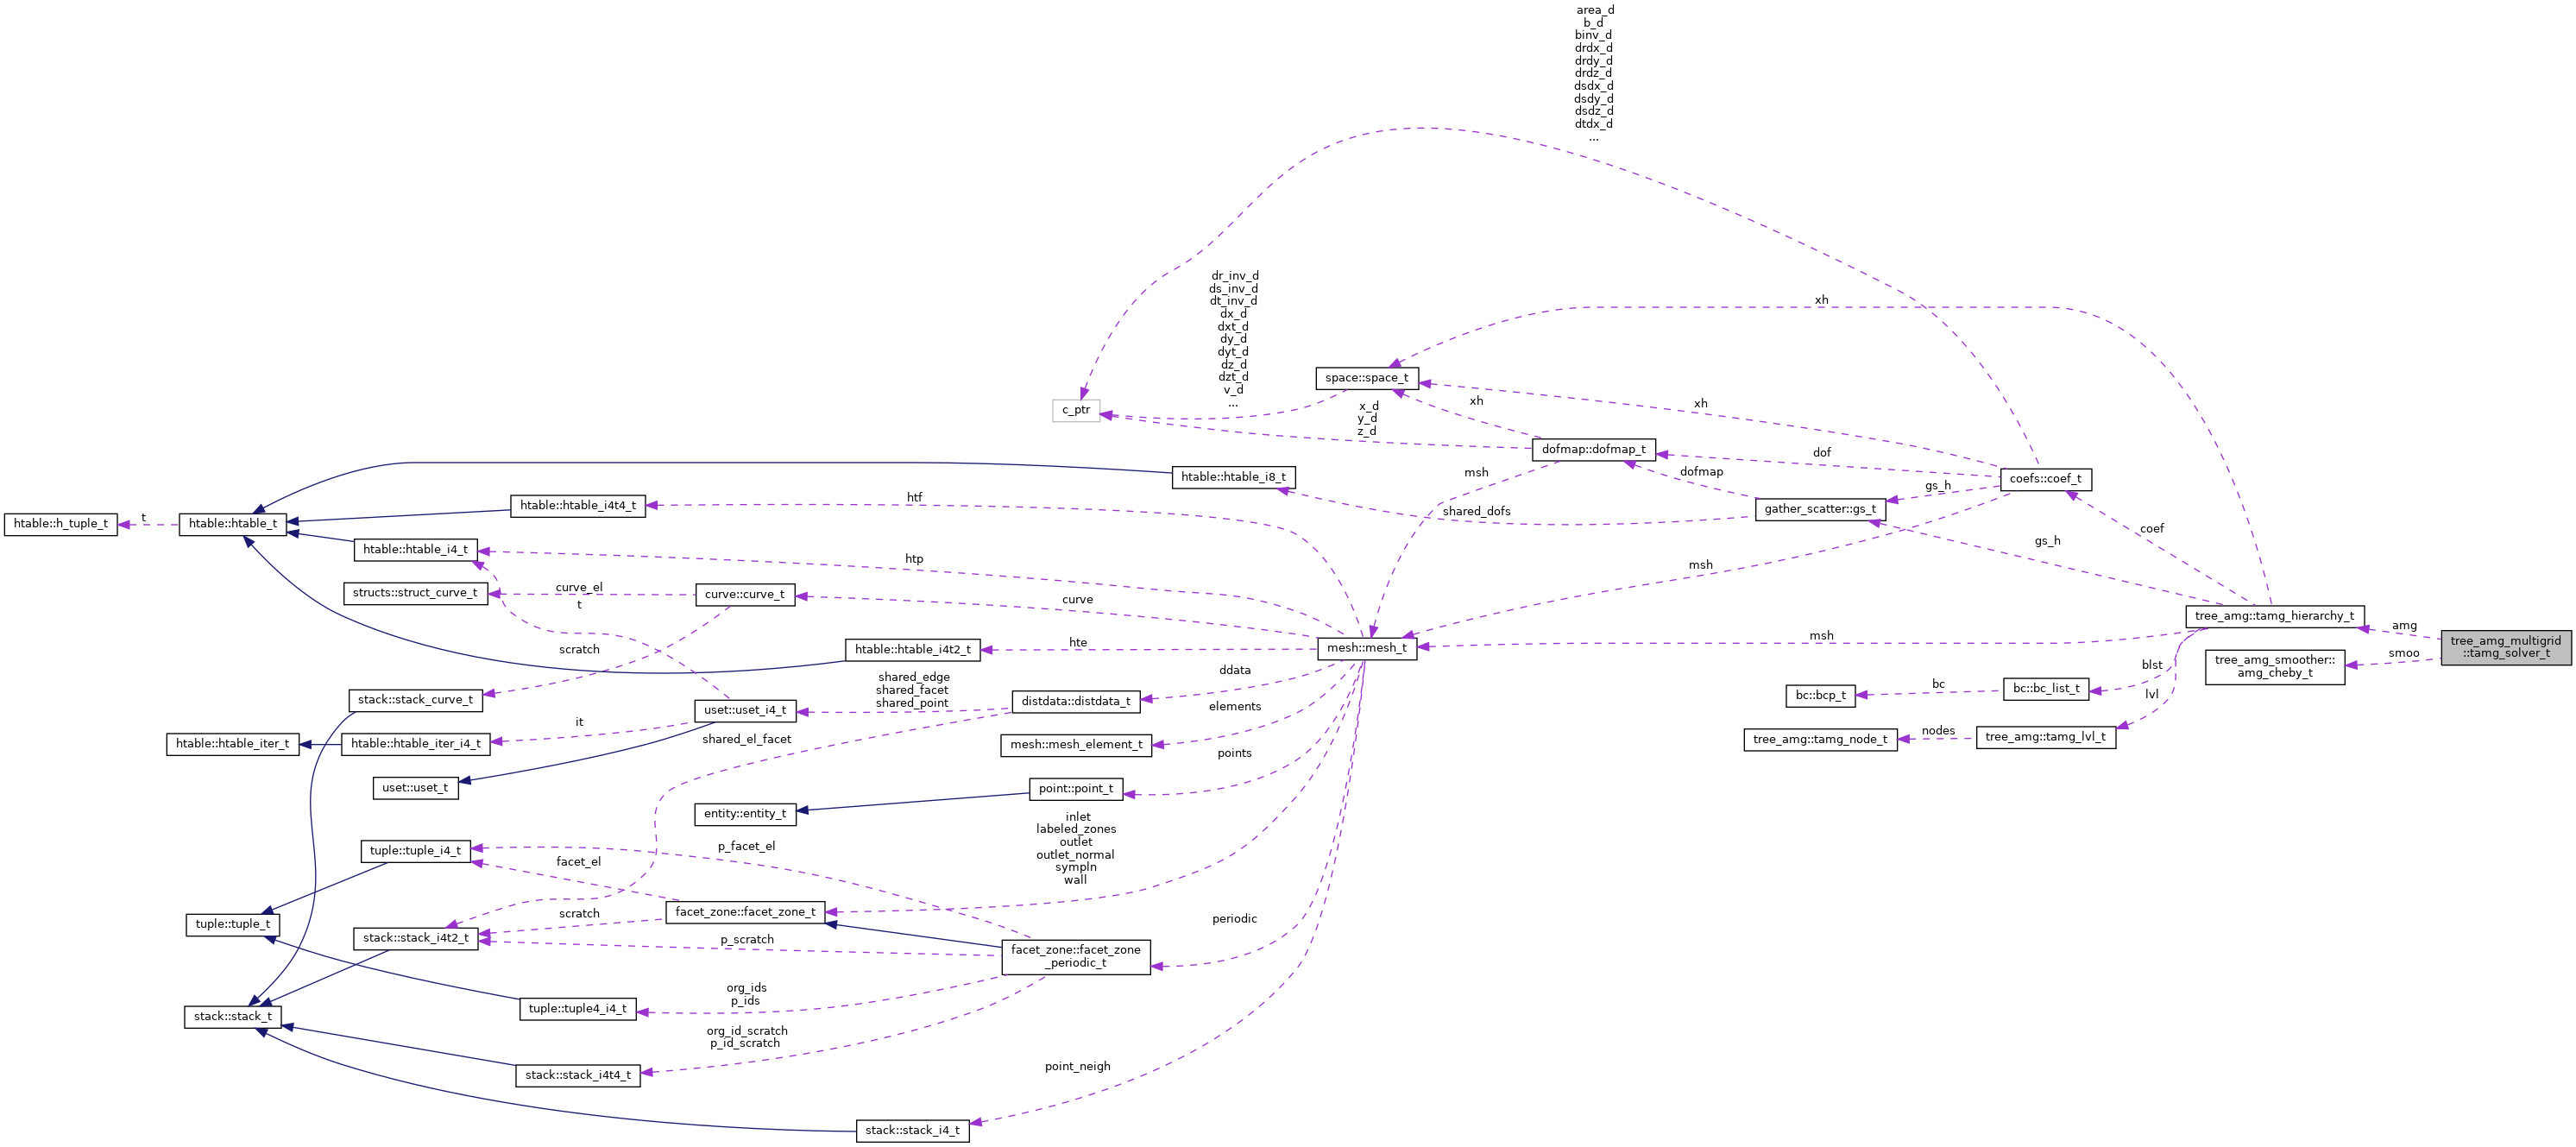 area_d
b_d
binv_d
drdx_d
drdy_d
drdz_d
dsdx_d
dsdy_d
dsdz_d
dtdx_d
...
dr_inv_d
ds_inv_d
dt_inv_d
dx_d
dxt_d
dy_d
dyt_d
dz_d
dzt_d
v_d
...
xh
space::space_t
c_ptr
x_d
y_d
z_d
xh
xh
dofmap::dofmap_t
dof
msh
dofmap
htable::htable_i8_t
coefs::coef_t
gs_h
htf
htable::htable_i4t4_t
shared_dofs
gather_scatter::gs_t
htable::h_tuple_t
t
htable::htable_t
coef
gs_h
htable::htable_i4_t
htp
msh
structs::struct_curve_t
curve_el
t
curve::curve_t
curve
tree_amg::tamg_hierarchy_t
amg
tree_amg_multigrid
::tamg_solver_t
msh
mesh::mesh_t
hte
htable::htable_i4t2_t
scratch
smoo
tree_amg_smoother::
amg_cheby_t
blst
ddata
shared_edge
shared_facet
shared_point
distdata::distdata_t
bc
bc::bcp_t
bc::bc_list_t
lvl
stack::stack_curve_t
uset::uset_i4_t
elements
it
nodes
tree_amg::tamg_node_t
tree_amg::tamg_lvl_t
htable::htable_iter_t
htable::htable_iter_i4_t
shared_el_facet
mesh::mesh_element_t
points
uset::uset_t
point::point_t
entity::entity_t
inlet
labeled_zones
outlet
outlet_normal
sympln
wall
tuple::tuple_i4_t
p_facet_el
facet_el
facet_zone::facet_zone_t
scratch
periodic
tuple::tuple_t
stack::stack_i4t2_t
p_scratch
facet_zone::facet_zone
_periodic_t
org_ids
p_ids
tuple::tuple4_i4_t
stack::stack_t
org_id_scratch
p_id_scratch
stack::stack_i4t4_t
point_neigh
stack::stack_i4_t